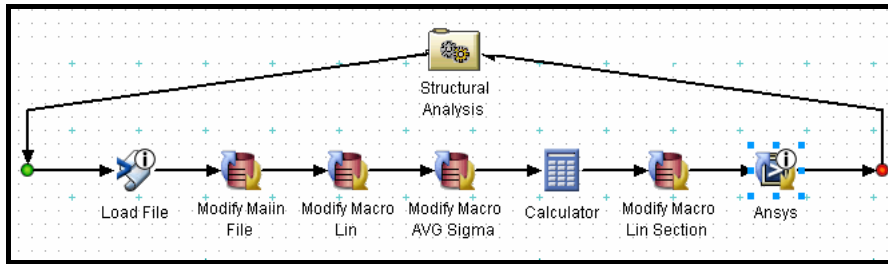 Structural
Analysis
Load File
Modify Maiin
File
Modify Macro
Lin
Modify Macro
AVG Sigma
Calculator
Modify Macro
Lin Section
Ansys